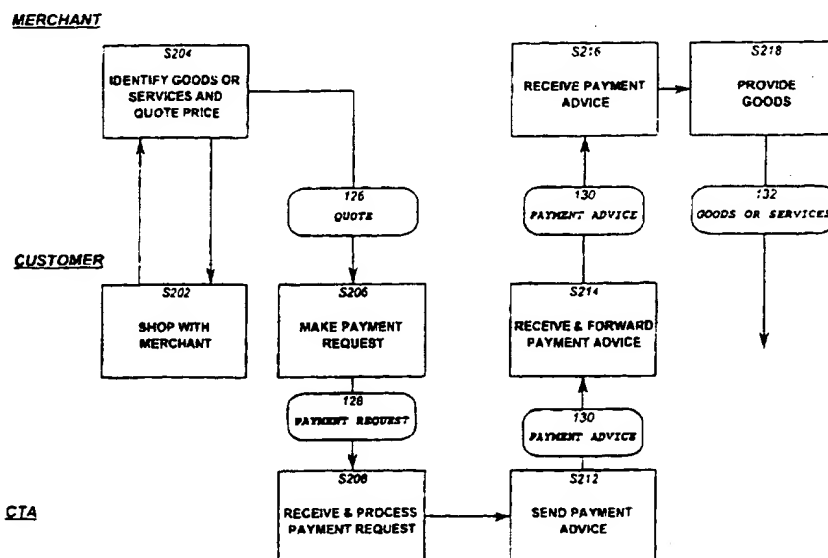 MERCHANT
S204
IDENTIFY GOODS OR
SERVICES AND
QUOTE PRICE
S216
RECEIVE PAYMENT
ADVICE
S218
PROVIDE
GOODS
126
QUOTE
130
PAYMENT ADVICE
132
GOODS OR SERVICES
CUSTOMER
S202
SHOP WITH
MERCHANT
S206
MAKE PAYMENT
REQUEST
S214
RECEIVE & FORWARD
PAYMENT ADVICE
128
PAYMENT REQUEST
130
PAYMENT ADVICE
CTA
S208
RECEIVE & PROCESS
PAYMENT REQUEST
S212
SEND PAYMENT
ADVICE